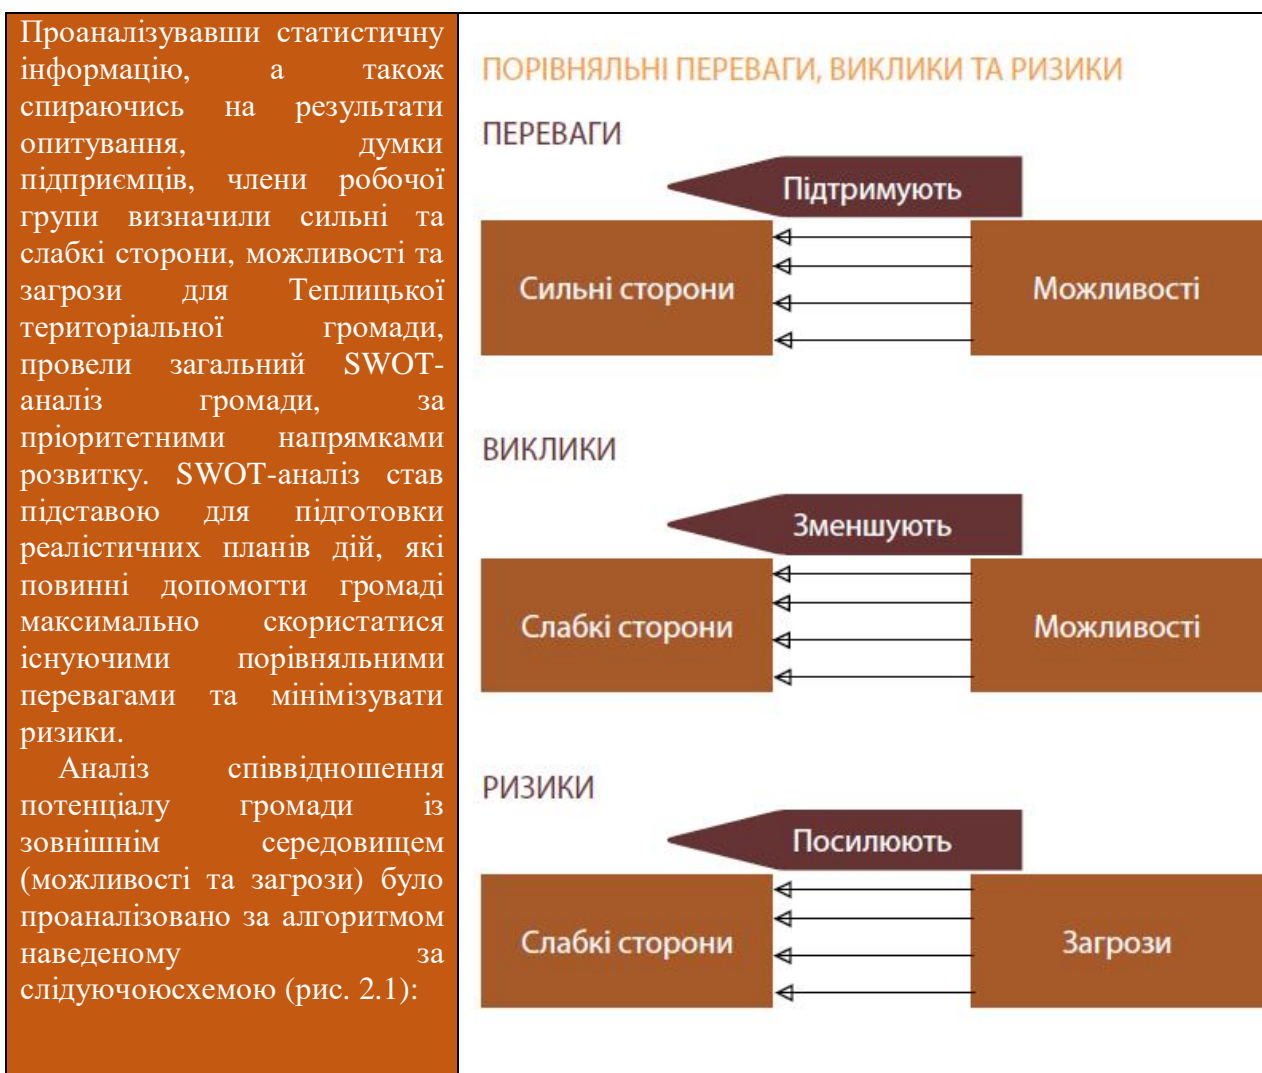 Проаналізувавши статистичну
інформацію, а також
спираючись на результати
опитування, думки
підприємців, члени робочої
групи визначили сильні та
слабкі сторони, можливості та
загрози для Теплицької
територіальної громади,
провели загальний SWOT-
аналіз громади, за
пріоритетними напрямками
розвитку. SWOT-аналіз став
підставою для підготовки
реалістичних планів дій, які
повинні допомогти громаді
максимально скористатися
існуючими порівняльними
перевагами та мінімізувати
ризики.
Аналіз співвідношення
потенціалу громади із
зовнішнім середовищем
(можливості та загрози) було
проаналізовано за алгоритмом
наведеному за
слідуючоюсхемою (рис. 2.1):
ПОРІВНЯЛЬНІ ПЕРЕВАГИ, ВИКЛИКИ ТА РИЗИКИ
ПЕРЕВАГИ
Підтримують
Сильні сторони
Можливості
ВИКЛИКИ
Зменшують
Слабкі сторони
Можливості
РИЗИКИ
Посилюють
Слабкі сторони
Загрози